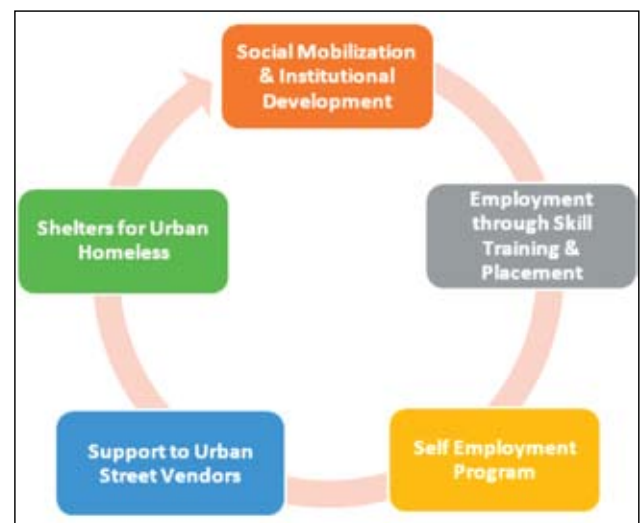 Social Mobilization
& Institutional
Development
Employment
through Skill
Training &
Placement
Self Employment
Program
Support to Urban
Street Vendors
Shelters for Urban
Homeless